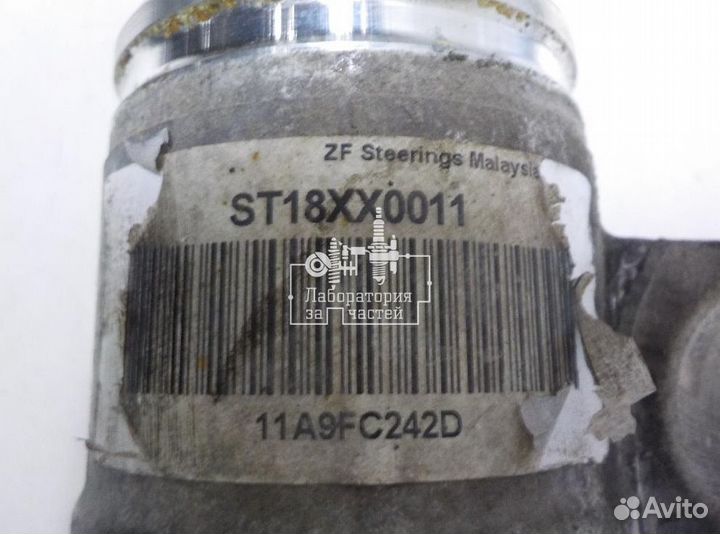 ZF Steerings Malaysia
ST18XX0011
Лаборатория
за частей
11A9FC242D
Avito